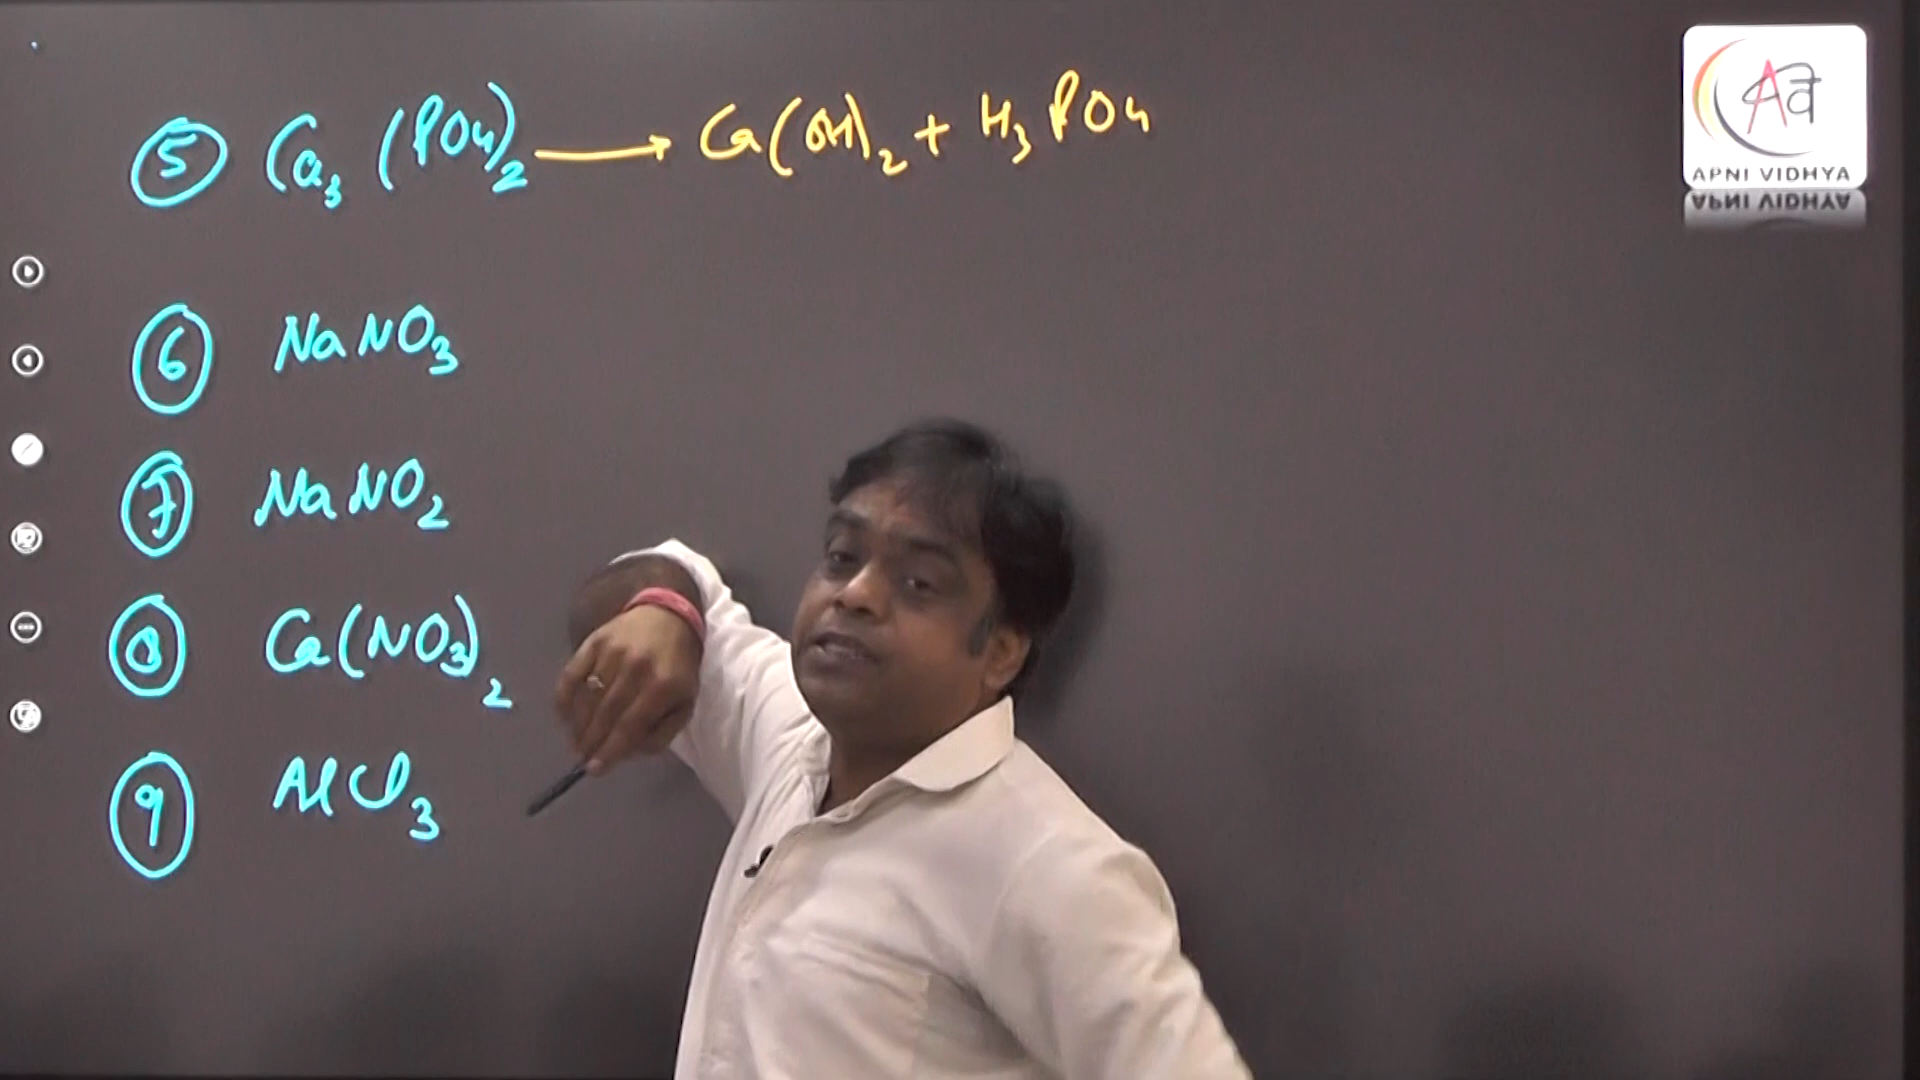 ⑤ Ca₃(PO₄)₂ → Ca(OH)₂ + H₃PO₄
⑥ NaNO₃
⑦ NaNO₂
⑧ Ca(NO₃)₂
⑨ AlCl₃
Aवि
APNI VIDHYA